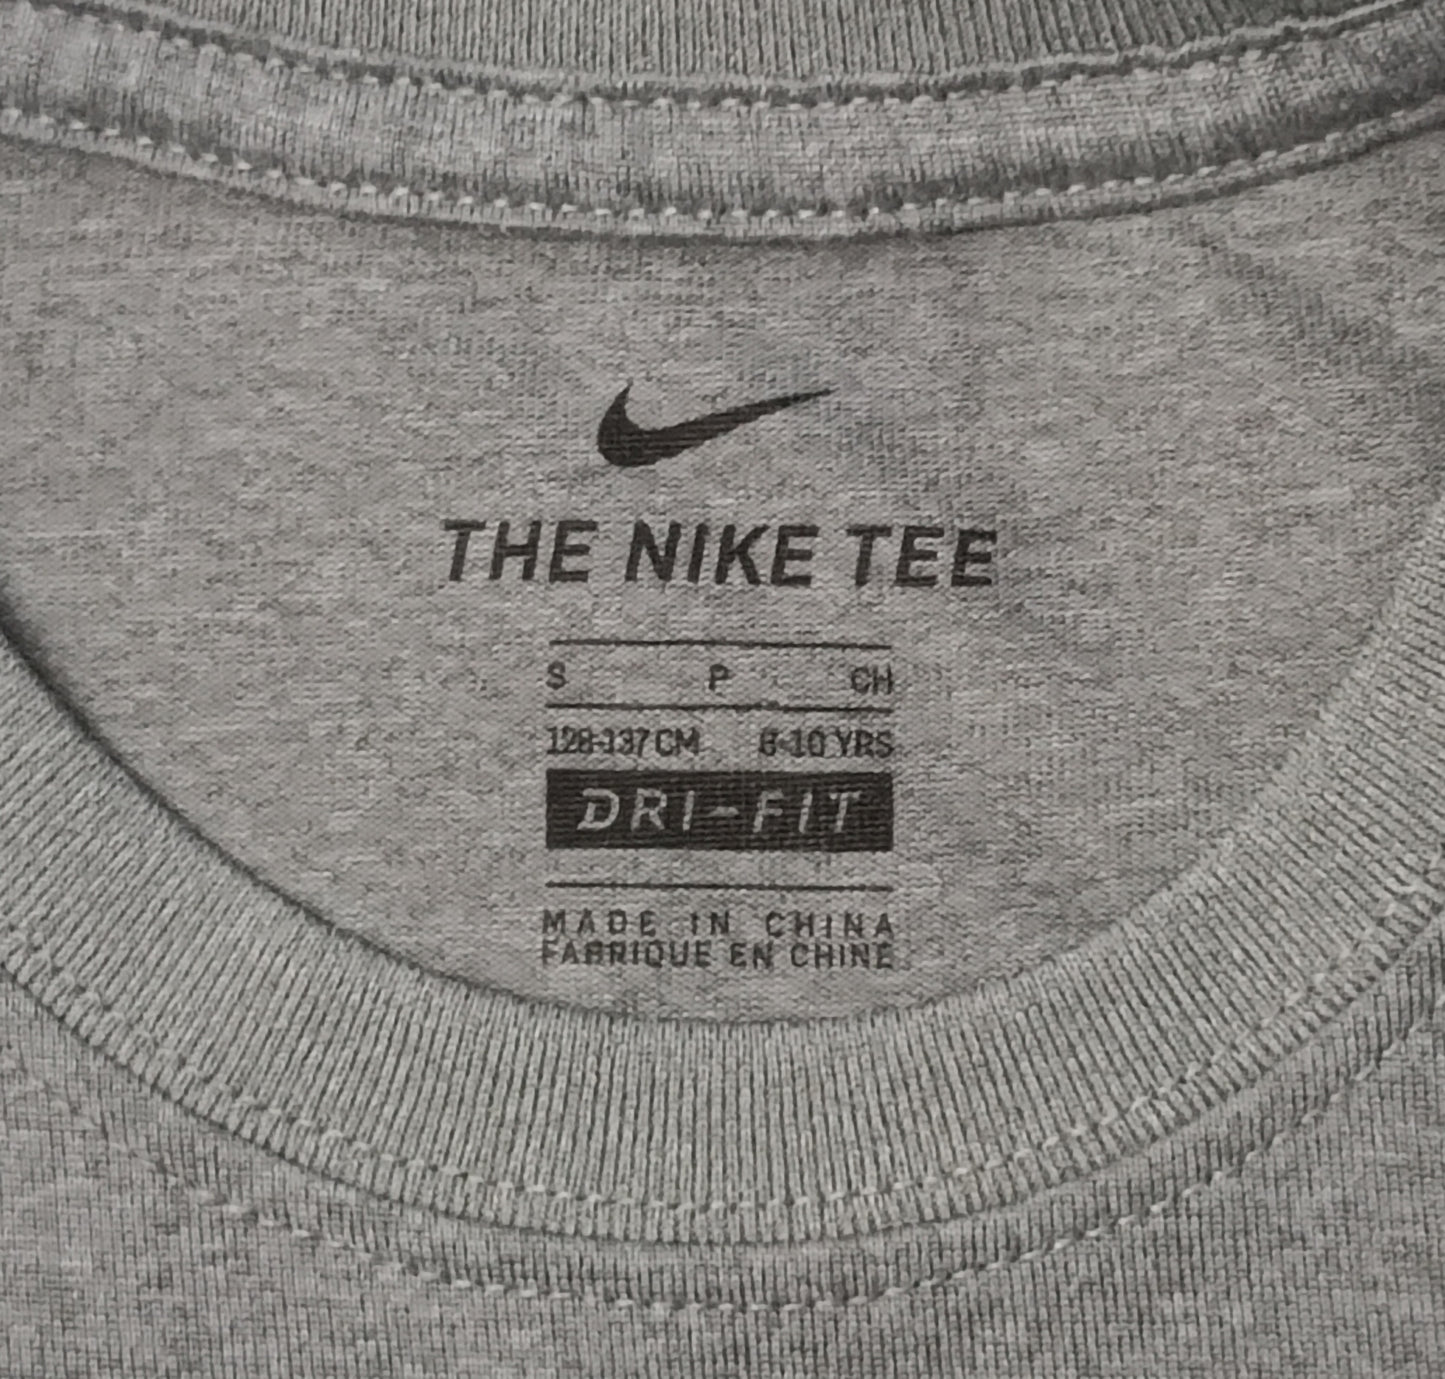 THE NIKE TEE
S P CH
128-137 CM 8-10 YRS
DRI-FIT
MADE IN CHINA
FABRIQUE EN CHINE